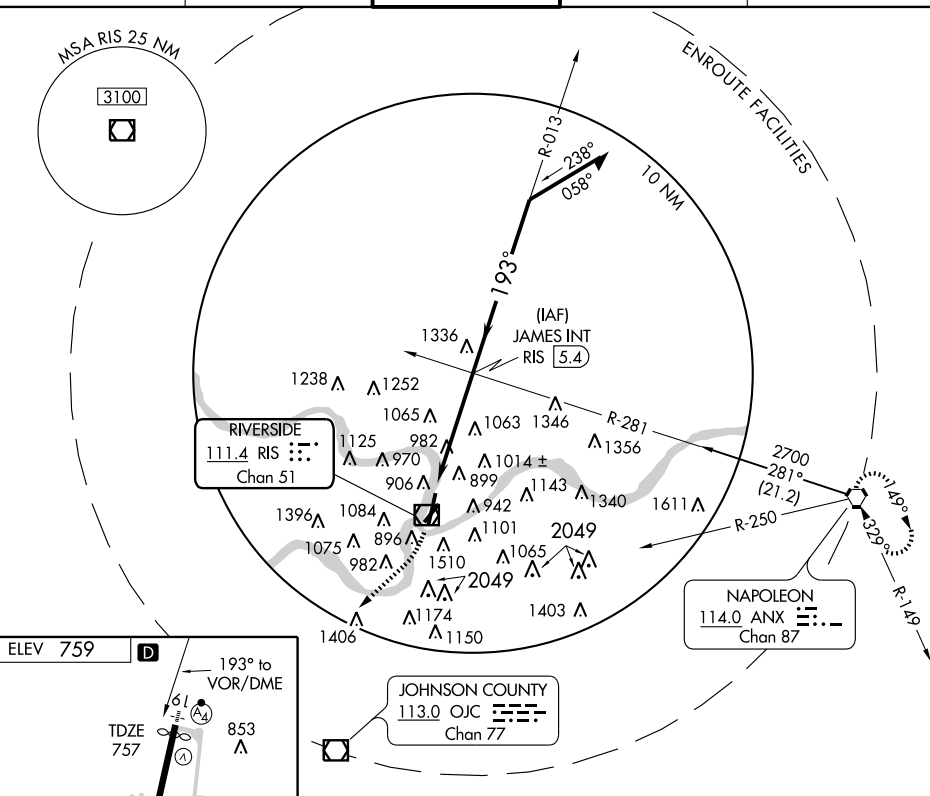 MSA RIS 25 NM
3100
ENROUTE FACILITIES
R-013
238°
058°
10 NM
193°
(IAF)
JAMES INT
RIS 5.4
1336
1238
1252
1065
1063
1346
R-281
1356
2700
281°
(21.2)
RIVERSIDE
111.4 RIS
Chan 51
1125
970
982
1014 ±
899
906
1143
1340
1611
942
149°
329°
R-250
1396
1084
1075
896
1101
2049
982
1510
1065
2049
1174
1403
1406
1150
R-149
NAPOLEON
114.0 ANX
Chan 87
ELEV 759
D
193° to
VOR/DME
19
A4
TDZE
757
853
JOHNSON COUNTY
113.0 OJC
Chan 77